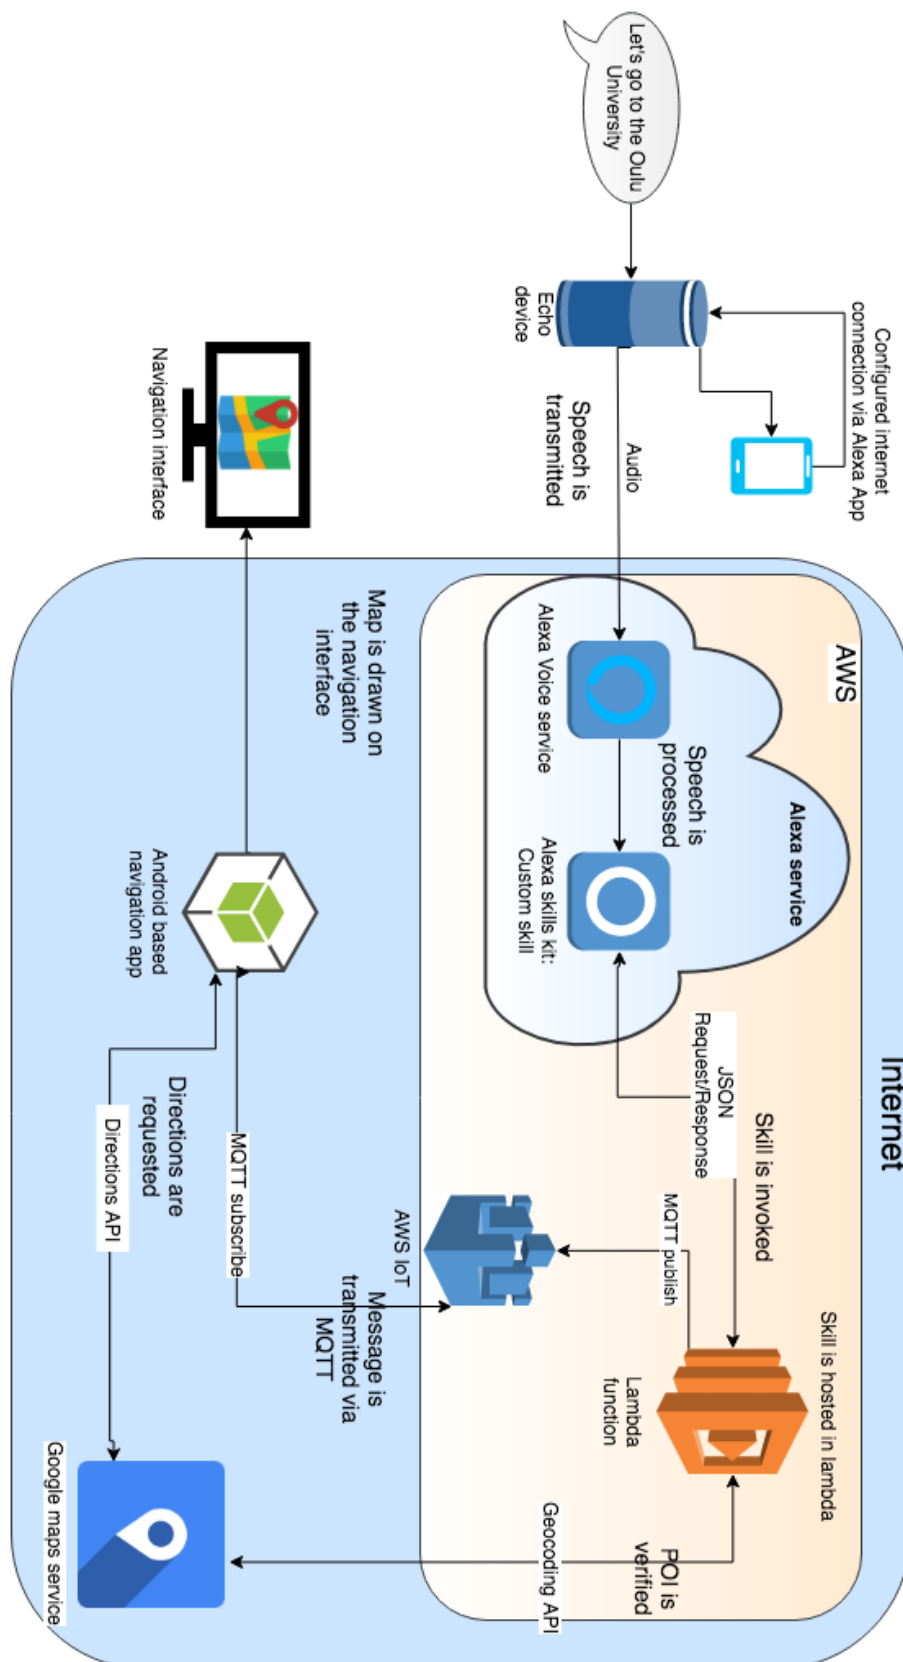 Let's go to the Oulu
University
Configured internet
connection via Alexa App
Echo
device
Audio
Speech is
transmitted
Navigation interface
Internet
AWS
Alexa service
Alexa Voice service
Speech is
processed
Alexa skills kit:
Custom skill
JSON
Request/Response
Skill is invoked
Skill is hosted in lambda
Lambda
function
MQTT publish
AWS IoT
Message is
transmitted via
MQTT
MQTT subscribe
Map is drawn on
the navigation
interface
Android based
navigation app
Directions are
requested
Directions API
POI is
verified
Geocoding API
Google maps service